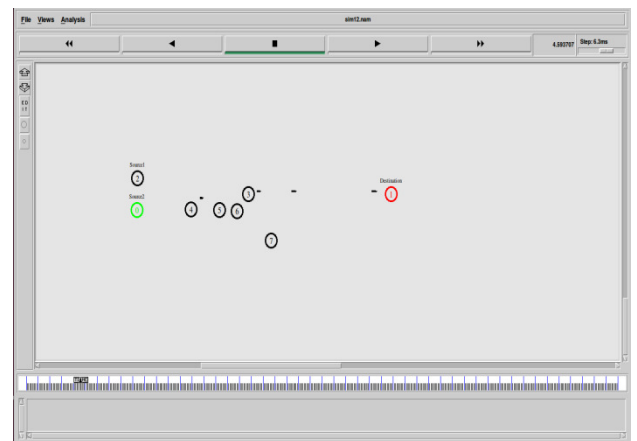 File Views Analysis sim12.nam
4.593707 Step: 6.3ms
Source1
2
Destination
Source2
3
1
0
4
5
6
7